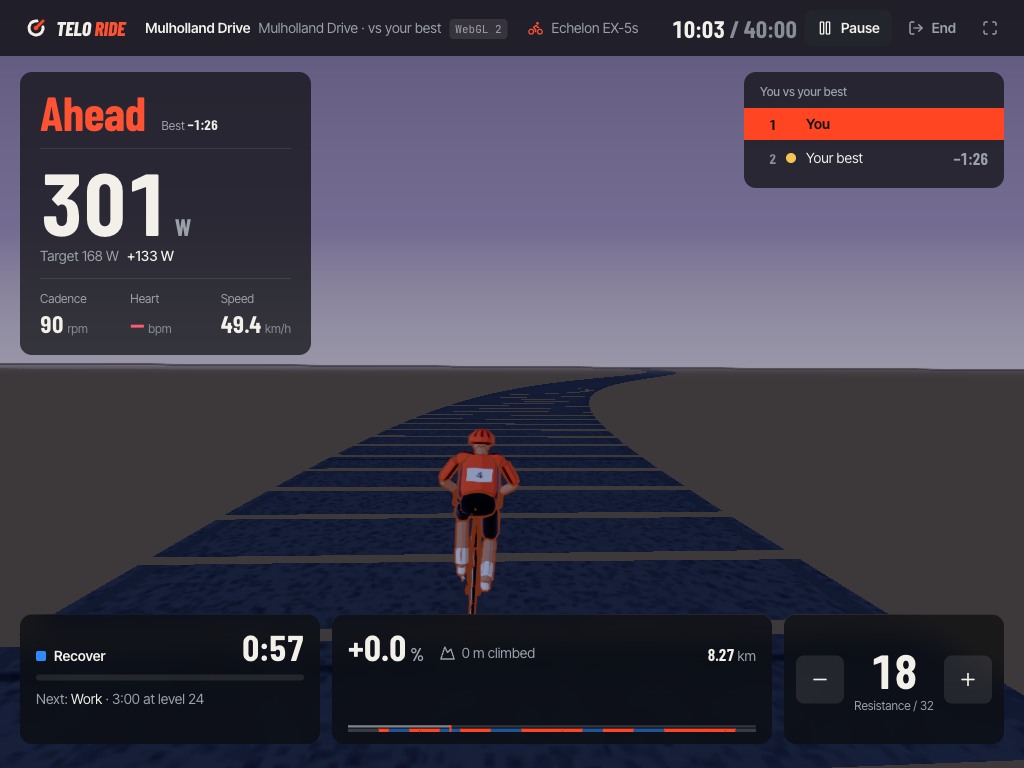 TELO RIDE
Mulholland Drive Mulholland Drive · vs your best WebGL 2 Echelon EX-5s 10:03 / 40:00 Pause End
Ahead Best −1:26
301 W
Target 168 W +133 W
Cadence Heart Speed
90 rpm — bpm 49.4 km/h
You vs your best
1 You
2 Your best −1:26
4
Recover 0:57
Next: Work · 3:00 at level 24
+0.0 % 0 m climbed 8.27 km
− 18 +
Resistance / 32